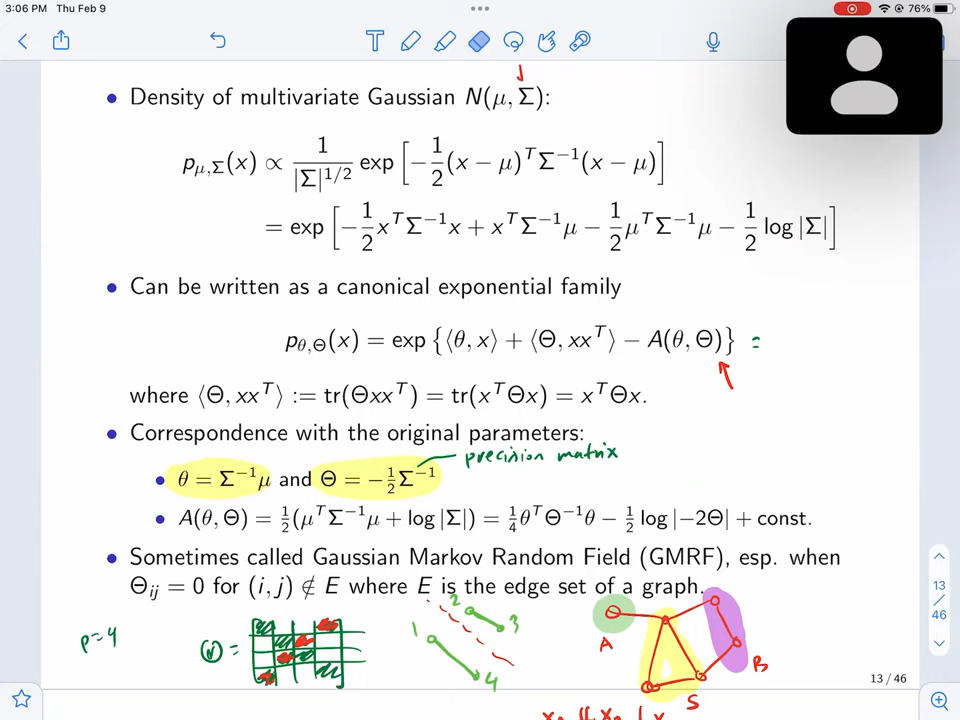 3:06 PM Thu Feb 9
76%
• Density of multivariate Gaussian N(μ, Σ):
p_{μ,Σ}(x) ∝ 1/|Σ|^{1/2} exp [−1/2 (x − μ)^T Σ^{−1} (x − μ)]
= exp [−1/2 x^T Σ^{−1} x + x^T Σ^{−1} μ − 1/2 μ^T Σ^{−1} μ − 1/2 log |Σ|]
• Can be written as a canonical exponential family
p_{θ,Θ}(x) = exp {⟨θ, x⟩ + ⟨Θ, xx^T⟩ − A(θ, Θ)} =
where ⟨Θ, xx^T⟩ := tr(Θxx^T) = tr(x^T Θx) = x^T Θx.
• Correspondence with the original parameters:
precision matrix
• θ = Σ^{−1}μ and Θ = −1/2 Σ^{−1}
• A(θ, Θ) = 1/2 (μ^T Σ^{−1} μ + log |Σ|) = 1/4 θ^T Θ^{−1} θ − 1/2 log |−2Θ| + const.
• Sometimes called Gaussian Markov Random Field (GMRF), esp. when
Θ_{ij} = 0 for (i, j) ∉ E where E is the edge set of a graph.
p=4
=
1
2
3
4
A
B
S
13
/
46
13 / 46